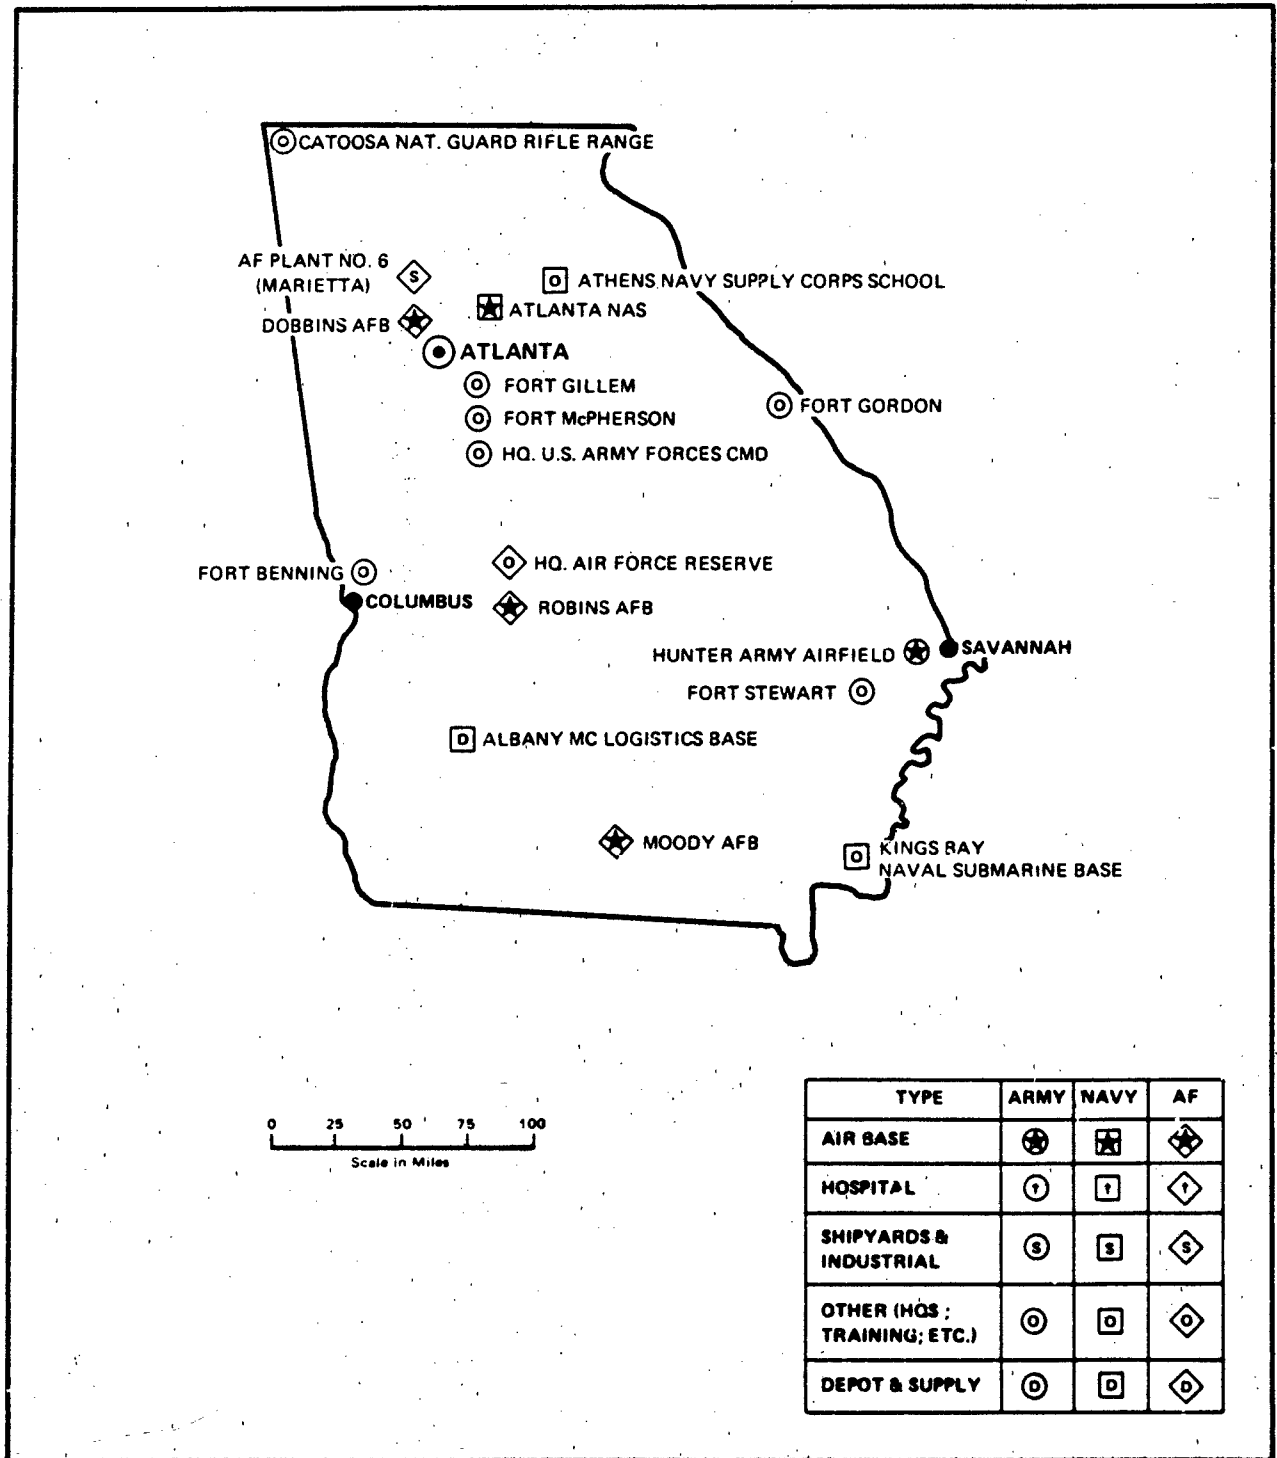 CATOOSA NAT. GUARD RIFLE RANGE
AF PLANT NO. 6
(MARIETTA)
S
O ATHENS NAVY SUPPLY CORPS SCHOOL
ATLANTA NAS
DOBBINS AFB
ATLANTA
O FORT GILLEM
O FORT McPHERSON
O HQ. U.S. ARMY FORCES CMD
O FORT GORDON
O HQ. AIR FORCE RESERVE
FORT BENNING O
COLUMBUS
ROBINS AFB
SAVANNAH
HUNTER ARMY AIRFIELD
FORT STEWART O
D ALBANY MC LOGISTICS BASE
MOODY AFB
O KINGS BAY
NAVAL SUBMARINE BASE
0 25 50 75 100
Scale in Miles
TYPE ARMY NAVY AF
AIR BASE
HOSPITAL
SHIPYARDS &
INDUSTRIAL S S S
OTHER (HQS ;
TRAINING; ETC.) O O O
DEPOT & SUPPLY D D D